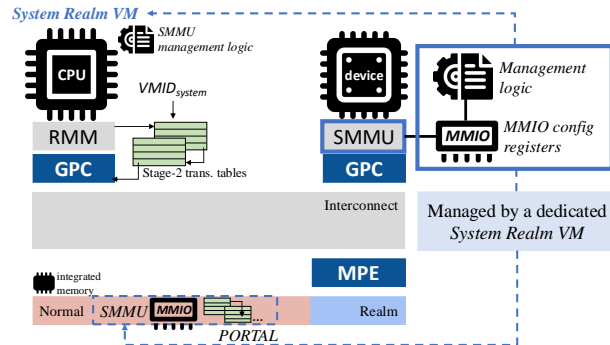 System Realm VM
SMMU
management logic
CPU
VMID_system
RMM
GPC
Stage-2 trans. tables
device
SMMU
GPC
Management
logic
MMIO
MMIO config
registers
Interconnect
Managed by a dedicated
System Realm VM
MPE
integrated
memory
Normal
SMMU
MMIO
...
Realm
PORTAL